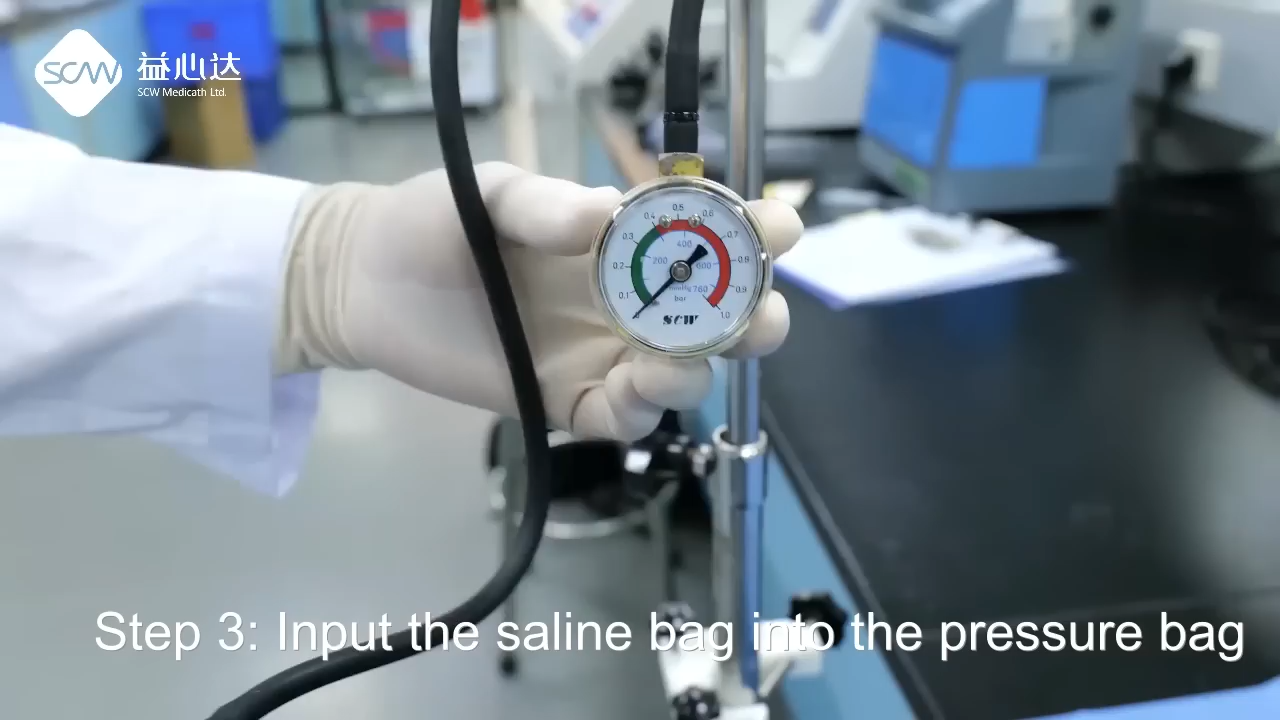 SCW
益心达
SCW Medicath Ltd.
0.5
0.4
0.6
0.3
0.7
400
0.2
200
600
0.8
mmHg
760
0.1
bar
0.9
0
1.0
SCW
Step 3: Input the saline bag into the pressure bag